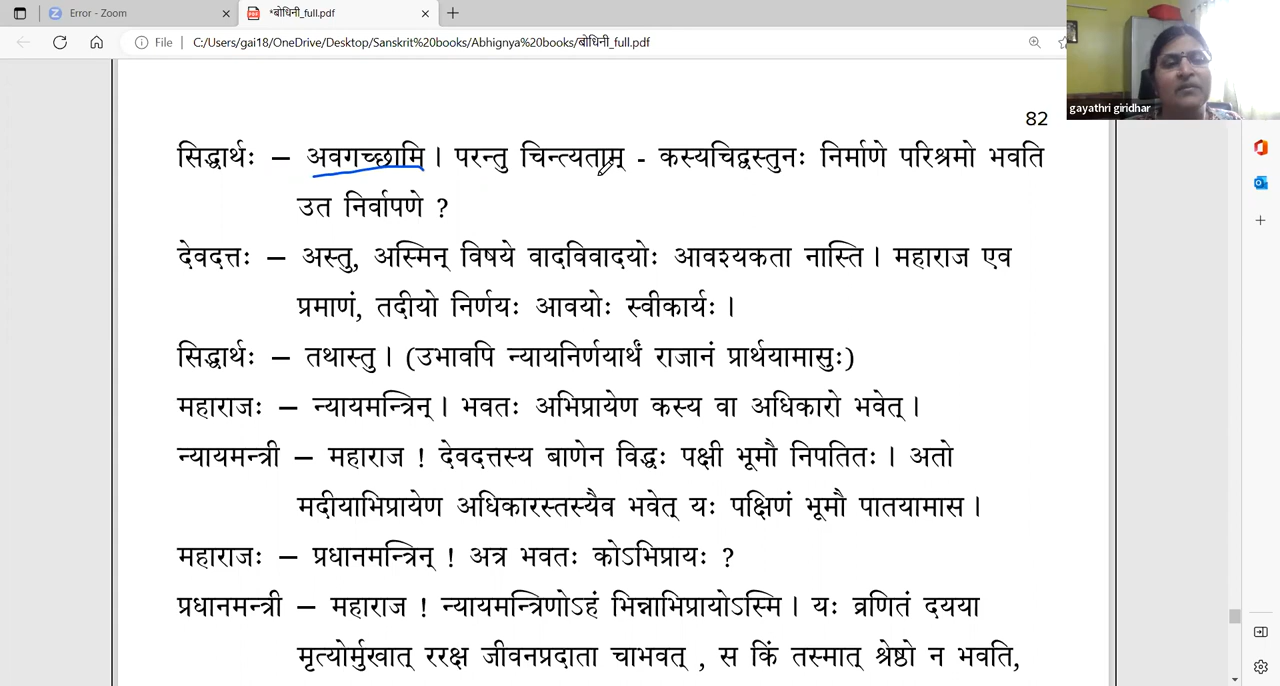 Error - Zoom
*बोधिनी_full.pdf
File
C:/Users/gai18/OneDrive/Desktop/Sanskrit%20books/Abhignya%20books/बोधिनी_full.pdf
gayathri giridhar
82
सिद्धार्थः – अवगच्छामि । परन्तु चिन्त्यताम् - कस्यचिद्वस्तुनः निर्माणे परिश्रमो भवति
उत निर्वापणे ?
देवदत्तः – अस्तु, अस्मिन् विषये वादविवादयोः आवश्यकता नास्ति । महाराज एव
प्रमाणं, तदीयो निर्णयः आवयोः स्वीकार्यः ।
सिद्धार्थः – तथास्तु । (उभावपि न्यायनिर्णयार्थं राजानं प्रार्थयामासुः)
महाराजः – न्यायमन्त्रिन् । भवतः अभिप्रायेण कस्य वा अधिकारो भवेत् ।
न्यायमन्त्री – महाराज ! देवदत्तस्य बाणेन विद्धः पक्षी भूमौ निपतितः । अतो
मदीयाभिप्रायेण अधिकारस्तस्यैव भवेत् यः पक्षिणं भूमौ पातयामास ।
महाराजः – प्रधानमन्त्रिन् ! अत्र भवतः कोऽभिप्रायः ?
प्रधानमन्त्री – महाराज ! न्यायमन्त्रिणोऽहं भिन्नाभिप्रायोऽस्मि । यः व्रणितं दयया
मृत्योर्मुखात् ररक्ष जीवनप्रदाता चाभवत् , स किं तस्मात् श्रेष्ठो न भवति,